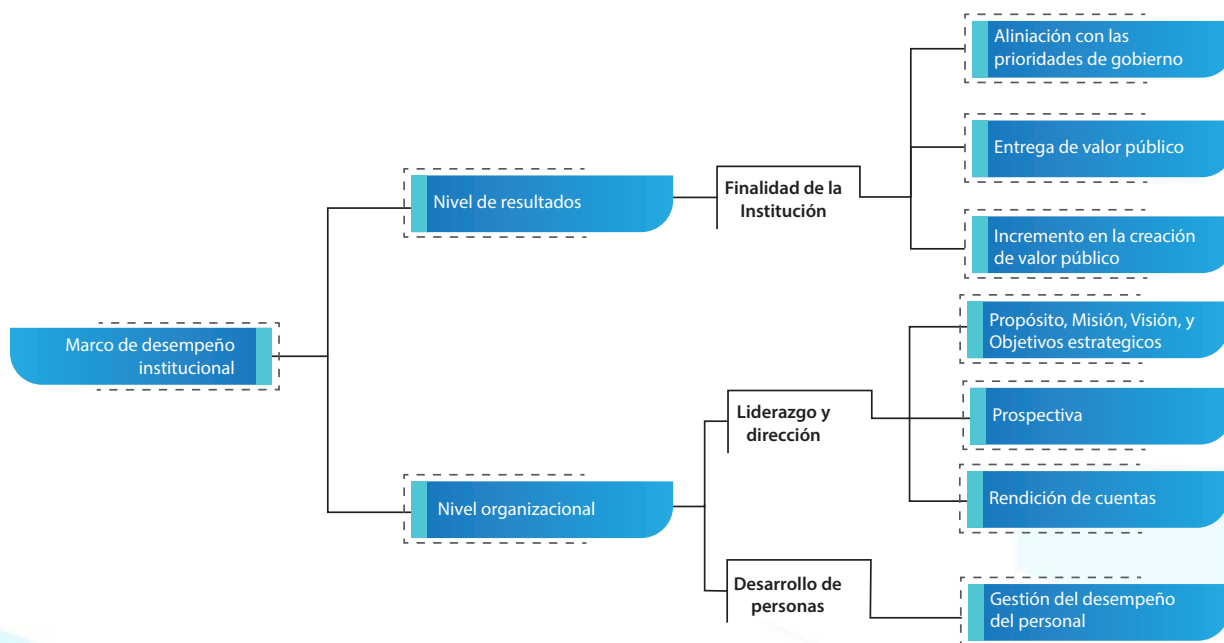 Marco de desempeño
institucional
Nivel de resultados
Finalidad de la
Institución
Aliniación con las
prioridades de gobierno
Entrega de valor público
Incremento en la creación
de valor público
Nivel organizacional
Liderazgo y
dirección
Propósito, Misión, Visión, y
Objetivos estrategicos
Prospectiva
Rendición de cuentas
Desarrollo de
personas
Gestión del desempeño
del personal